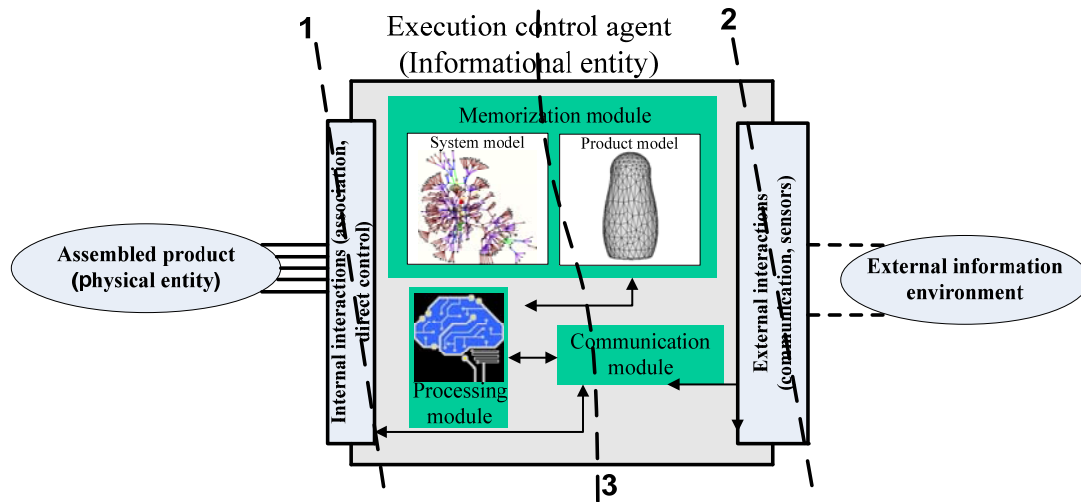 1
Execution control agent
(Informational entity)
2
Memorization module
System model
Product model
Internal interactions (association,
direct control)
Assembled product
(physical entity)
External interactions
(communication, sensors)
External information
environment
Communication
module
Processing
module
3